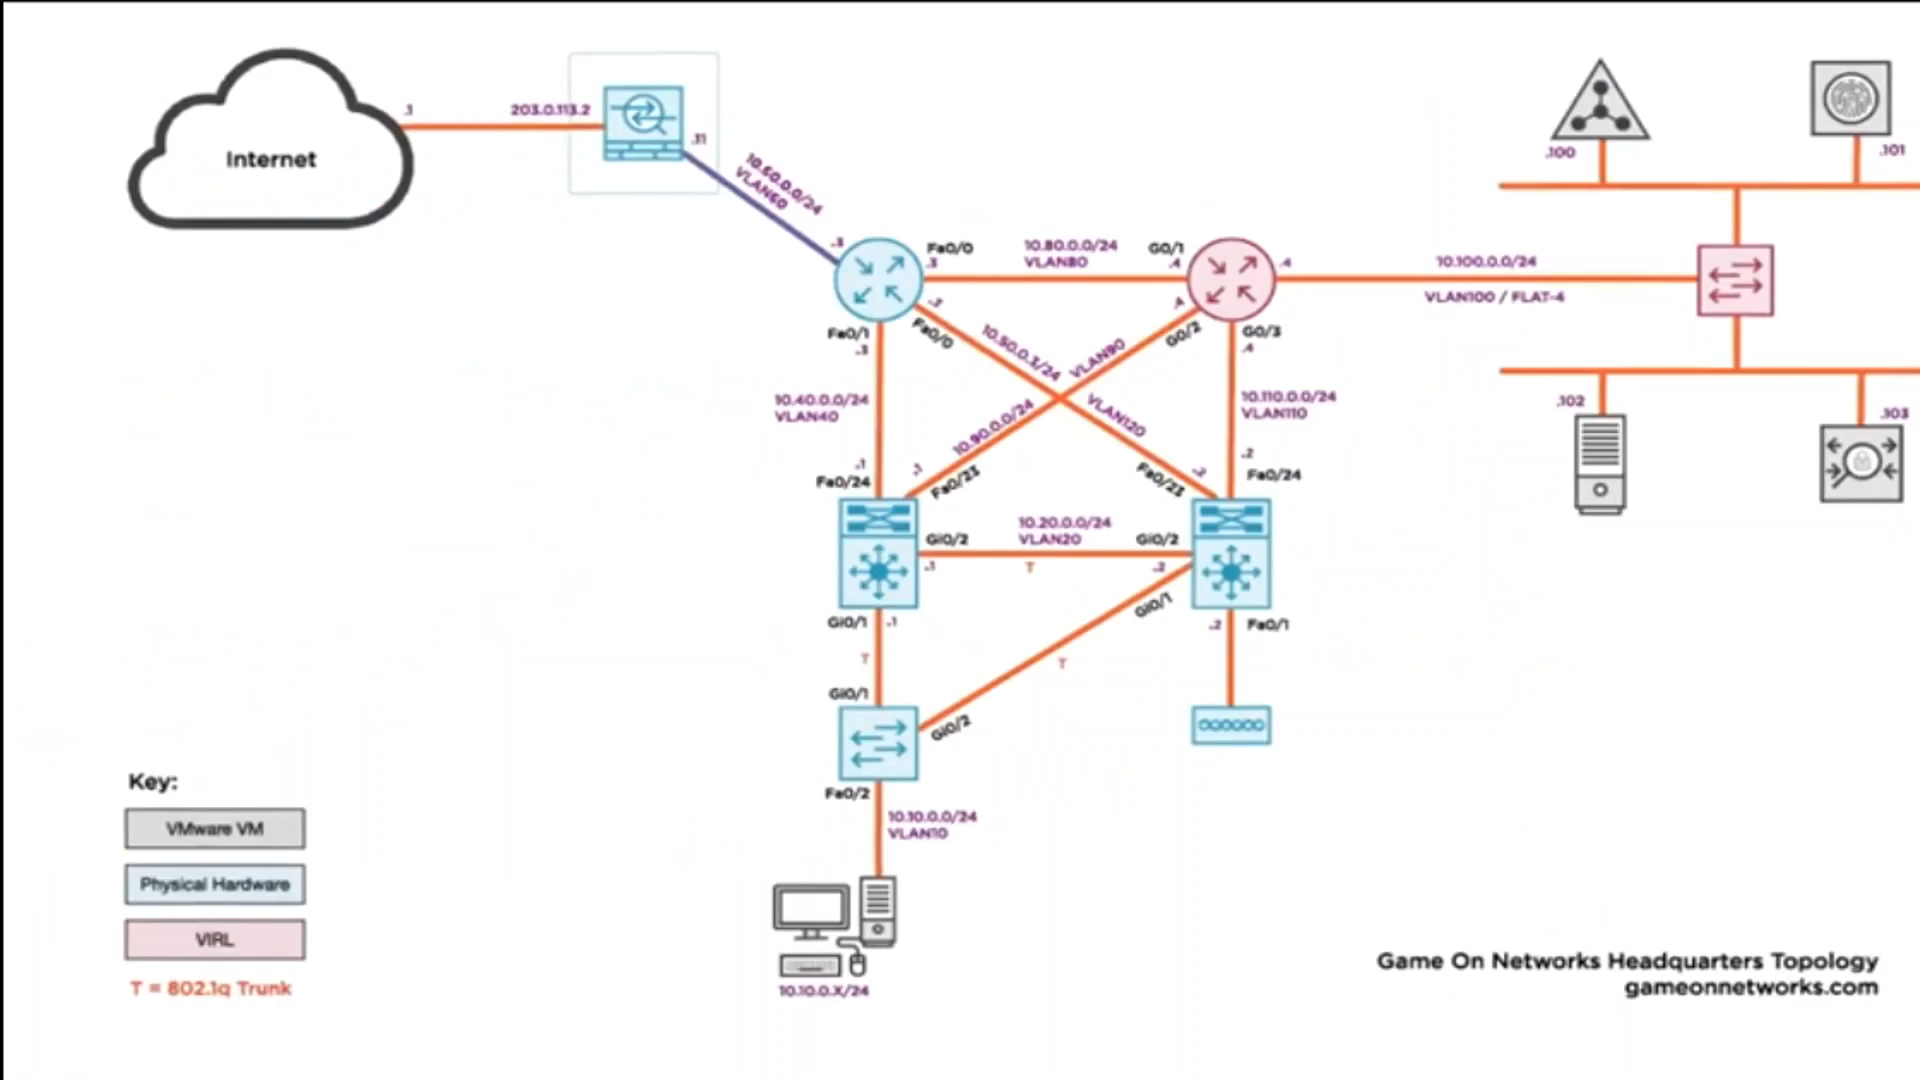 Internet
.1
203.0.113.2
.11
10.60.0.0/24
VLAN60
.3
Fa0/0
.3
10.80.0.0/24
VLAN80
G0/1
.4
.4
10.100.0.0/24
VLAN100 / FLAT-4
.100
.101
.102
.103
Fa0/1
.3
.3
Fa0/0
10.50.0.3/24
VLAN120
VLAN90
10.90.0.0/24
.4
G0/2
G0/3
.4
10.40.0.0/24
VLAN40
10.110.0.0/24
VLAN110
.1
Fa0/24
.1
Fa0/23
Fa0/23
.2
.2
Fa0/24
Gi0/2
.1
10.20.0.0/24
VLAN20
T
Gi0/2
.2
Gi0/1
.1
T
Gi0/1
T
Gi0/1
Gi0/2
.2
Fa0/1
Fa0/2
10.10.0.0/24
VLAN10
10.10.0.X/24
Key:
VMware VM
Physical Hardware
VIRL
T = 802.1q Trunk
Game On Networks Headquarters Topology
gameonnetworks.com